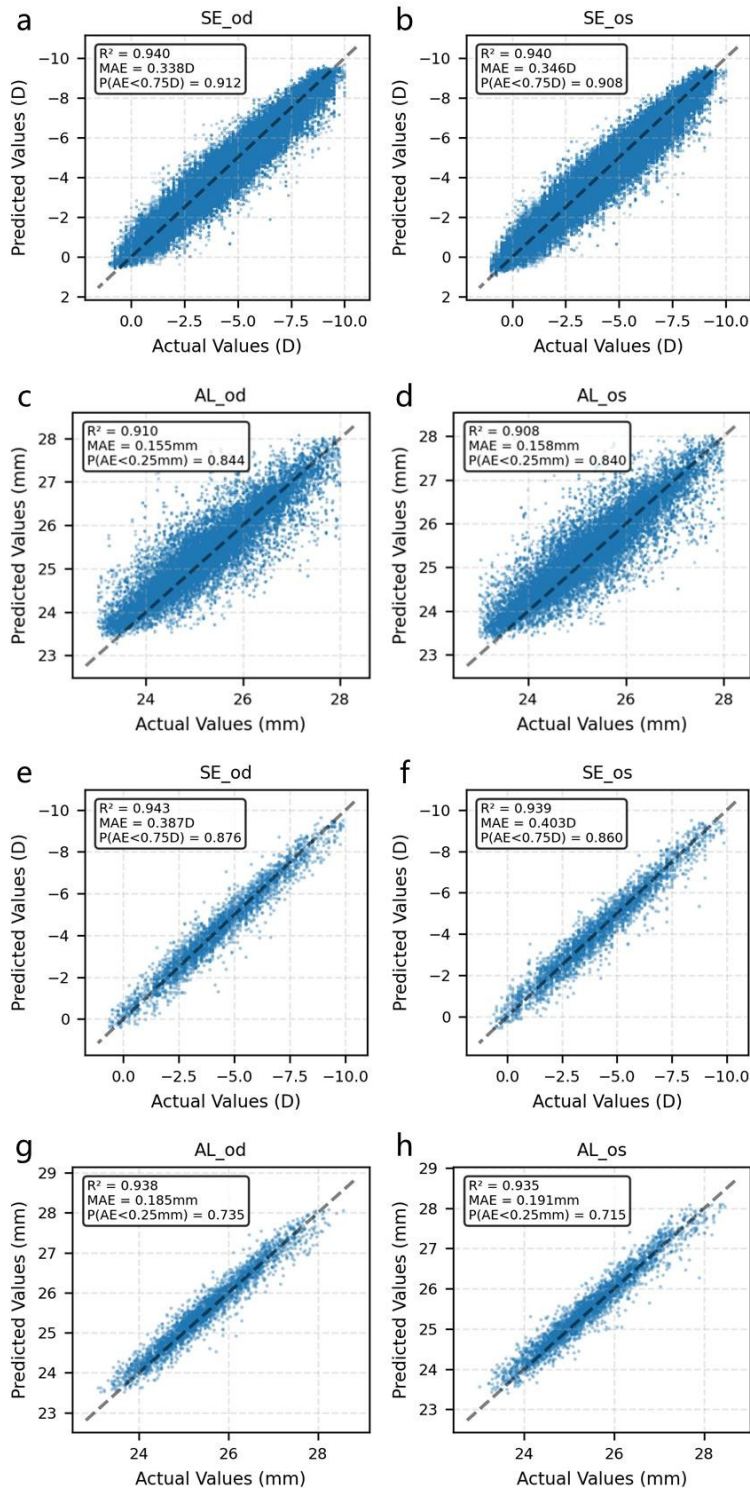 a
SE_od
R² = 0.940
MAE = 0.338D
P(AE<0.75D) = 0.912
−10
−8
−6
−4
−2
0
2
Predicted Values (D)
0.0 −2.5 −5.0 −7.5 −10.0
Actual Values (D)
b
SE_os
R² = 0.940
MAE = 0.346D
P(AE<0.75D) = 0.908
−10
−8
−6
−4
−2
0
2
Predicted Values (D)
0.0 −2.5 −5.0 −7.5 −10.0
Actual Values (D)
c
AL_od
R² = 0.910
MAE = 0.155mm
P(AE<0.25mm) = 0.844
28
27
26
25
24
23
Predicted Values (mm)
24 26 28
Actual Values (mm)
d
AL_os
R² = 0.908
MAE = 0.158mm
P(AE<0.25mm) = 0.840
28
27
26
25
24
23
Predicted Values (mm)
24 26 28
Actual Values (mm)
e
SE_od
R² = 0.943
MAE = 0.387D
P(AE<0.75D) = 0.876
−10
−8
−6
−4
−2
0
Predicted Values (D)
0.0 −2.5 −5.0 −7.5 −10.0
Actual Values (D)
f
SE_os
R² = 0.939
MAE = 0.403D
P(AE<0.75D) = 0.860
−10
−8
−6
−4
−2
0
Predicted Values (D)
0.0 −2.5 −5.0 −7.5 −10.0
Actual Values (D)
g
AL_od
R² = 0.938
MAE = 0.185mm
P(AE<0.25mm) = 0.735
29
28
27
26
25
24
23
Predicted Values (mm)
24 26 28
Actual Values (mm)
h
AL_os
R² = 0.935
MAE = 0.191mm
P(AE<0.25mm) = 0.715
29
28
27
26
25
24
23
Predicted Values (mm)
24 26 28
Actual Values (mm)